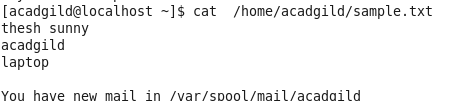 [acadgild@localhost ~]$ cat  /home/acadgild/sample.txt
thesh sunny
acadgild
laptop
You have new mail in /var/spool/mail/acadgild